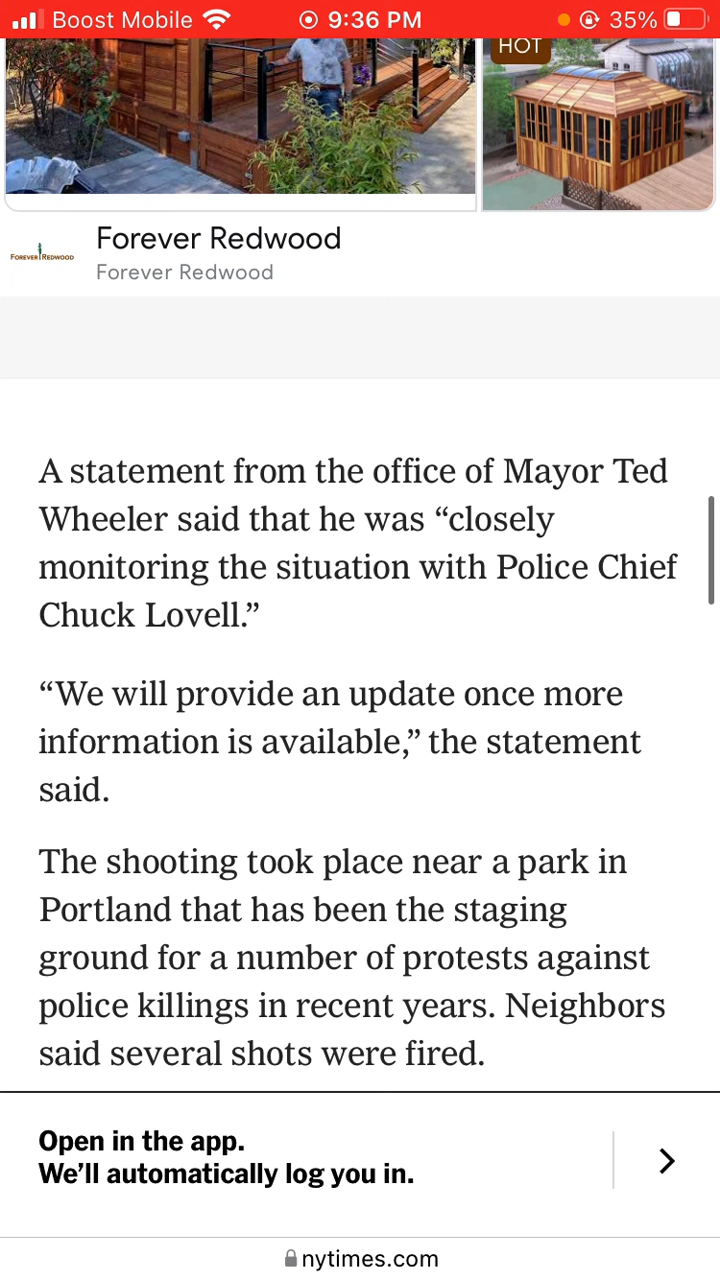 Boost Mobile 9:36 PM 35%
HOT
FOREVER REDWOOD
Forever Redwood
Forever Redwood
A statement from the office of Mayor Ted
Wheeler said that he was “closely
monitoring the situation with Police Chief
Chuck Lovell.”
“We will provide an update once more
information is available,” the statement
said.
The shooting took place near a park in
Portland that has been the staging
ground for a number of protests against
police killings in recent years. Neighbors
said several shots were fired.
Open in the app.
We’ll automatically log you in.
nytimes.com